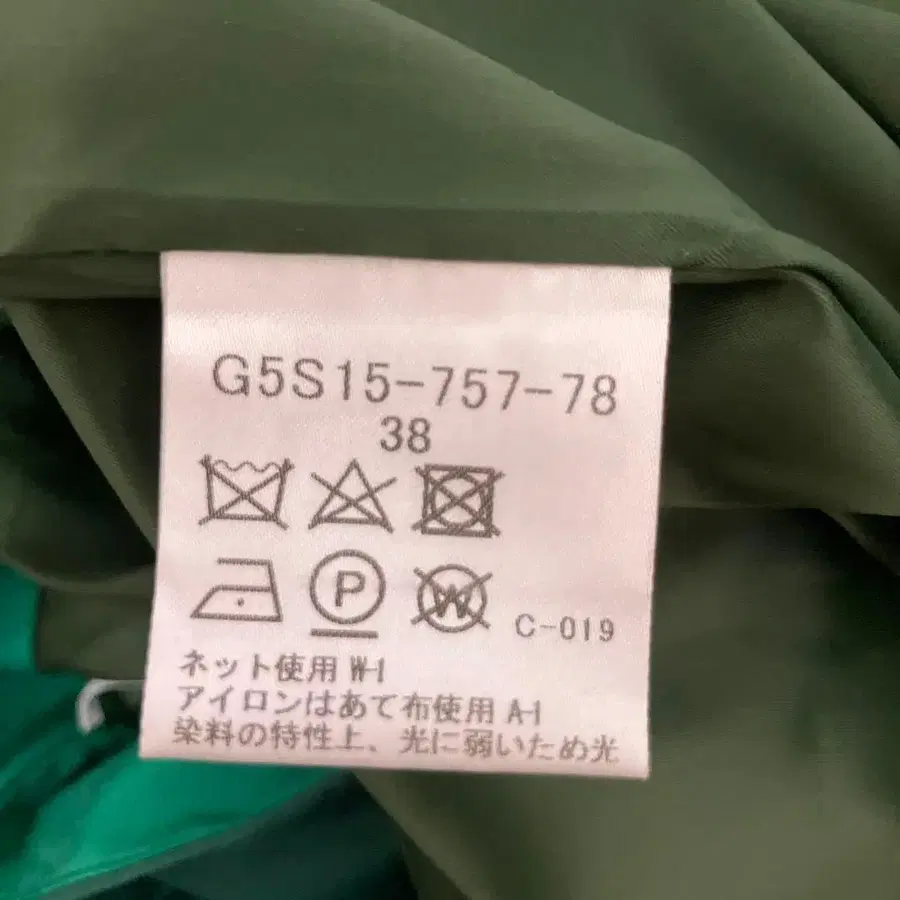 G5S15-757-78
38
P
W
C-019
ネット使用 W-1
アイロンはあて布使用 A-1
染料の特性上、光に弱いため光